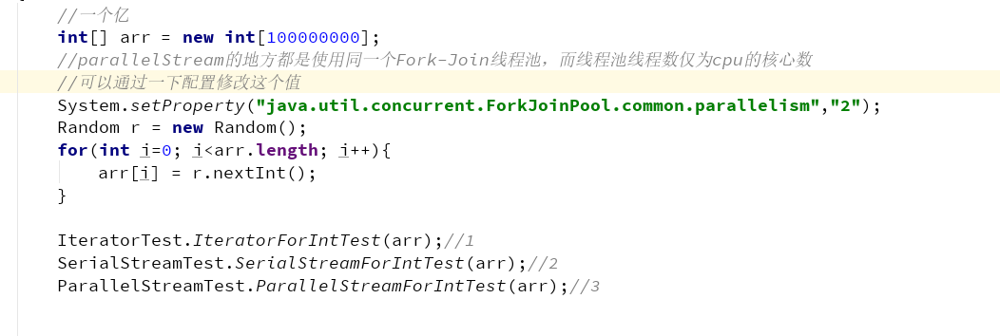 //一个亿
int[] arr = new int[100000000];
//parallelStream的地方都是使用同一个Fork-Join线程池，而线程池线程数仅为cpu的核心数
//可以通过一下配置修改这个值
System.setProperty("java.util.concurrent.ForkJoinPool.common.parallelism","2");
Random r = new Random();
for(int i=0; i<arr.length; i++){
    arr[i] = r.nextInt();
}
IteratorTest.IteratorForIntTest(arr);//1
SerialStreamTest.SerialStreamForIntTest(arr);//2
ParallelStreamTest.ParallelStreamForIntTest(arr);//3